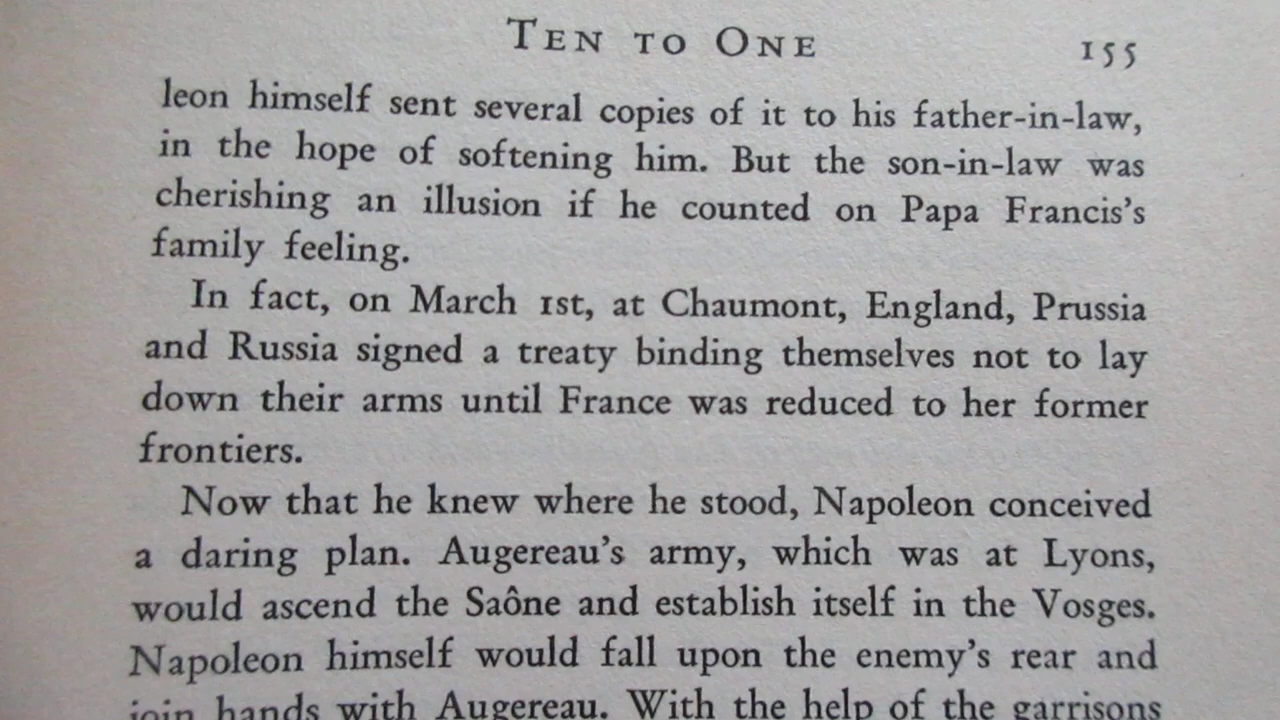 TEN TO ONE 155
leon himself sent several copies of it to his father-in-law,
in the hope of softening him. But the son-in-law was
cherishing an illusion if he counted on Papa Francis's
family feeling.
In fact, on March 1st, at Chaumont, England, Prussia
and Russia signed a treaty binding themselves not to lay
down their arms until France was reduced to her former
frontiers.
Now that he knew where he stood, Napoleon conceived
a daring plan. Augereau's army, which was at Lyons,
would ascend the Saône and establish itself in the Vosges.
Napoleon himself would fall upon the enemy's rear and
join hands with Augereau. With the help of the garrisons